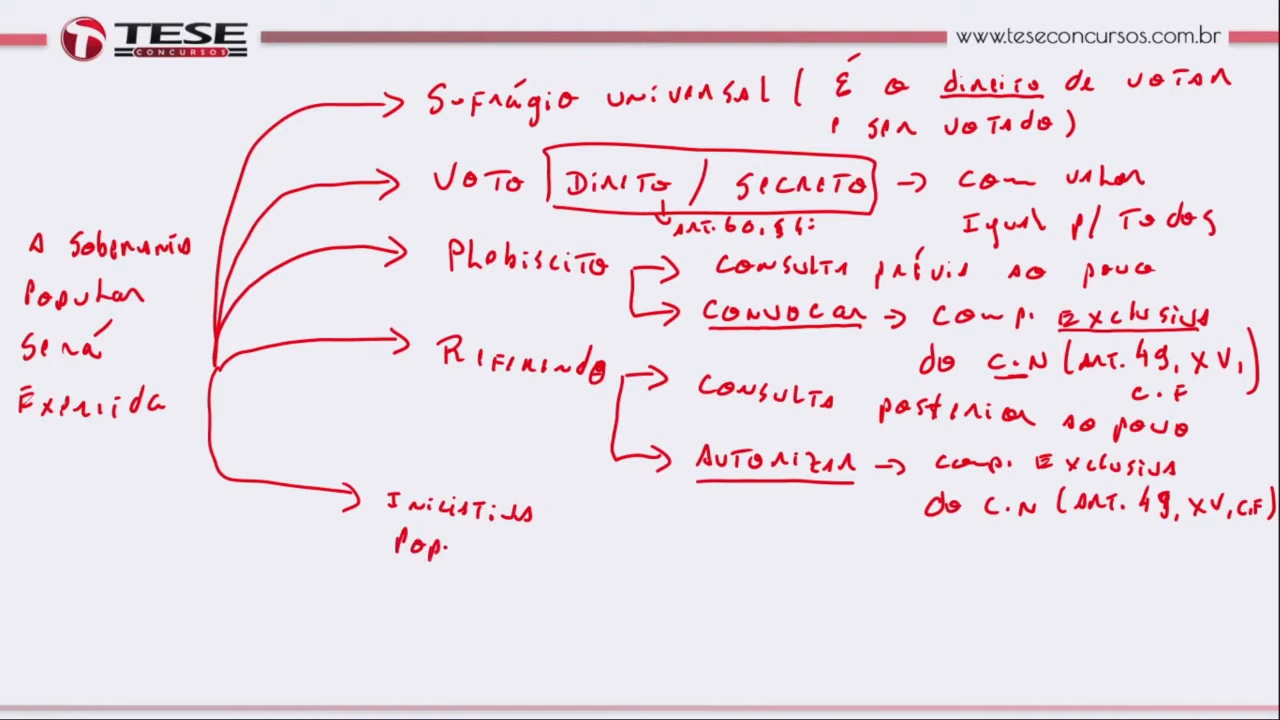 TESE
CONCURSOS
www.teseconcursos.com.br
Sufrágio universal ( É o direito de votar
e ser votado )
Voto Direto / Secreto → com valor
Igual p/ Todos
Art. 60, § 4º
A Soberania
Popular
Será
Exercida
Plebiscito
Consulta prévia ao povo
Convocar → comp. Exclusiva
do C.N (Art. 49, XV,
C.F )
Referendo
Consulta posterior ao povo
Autorizar → comp. Exclusiva
do C.N (Art. 49, XV, C.F)
Iniciativa
Pop.